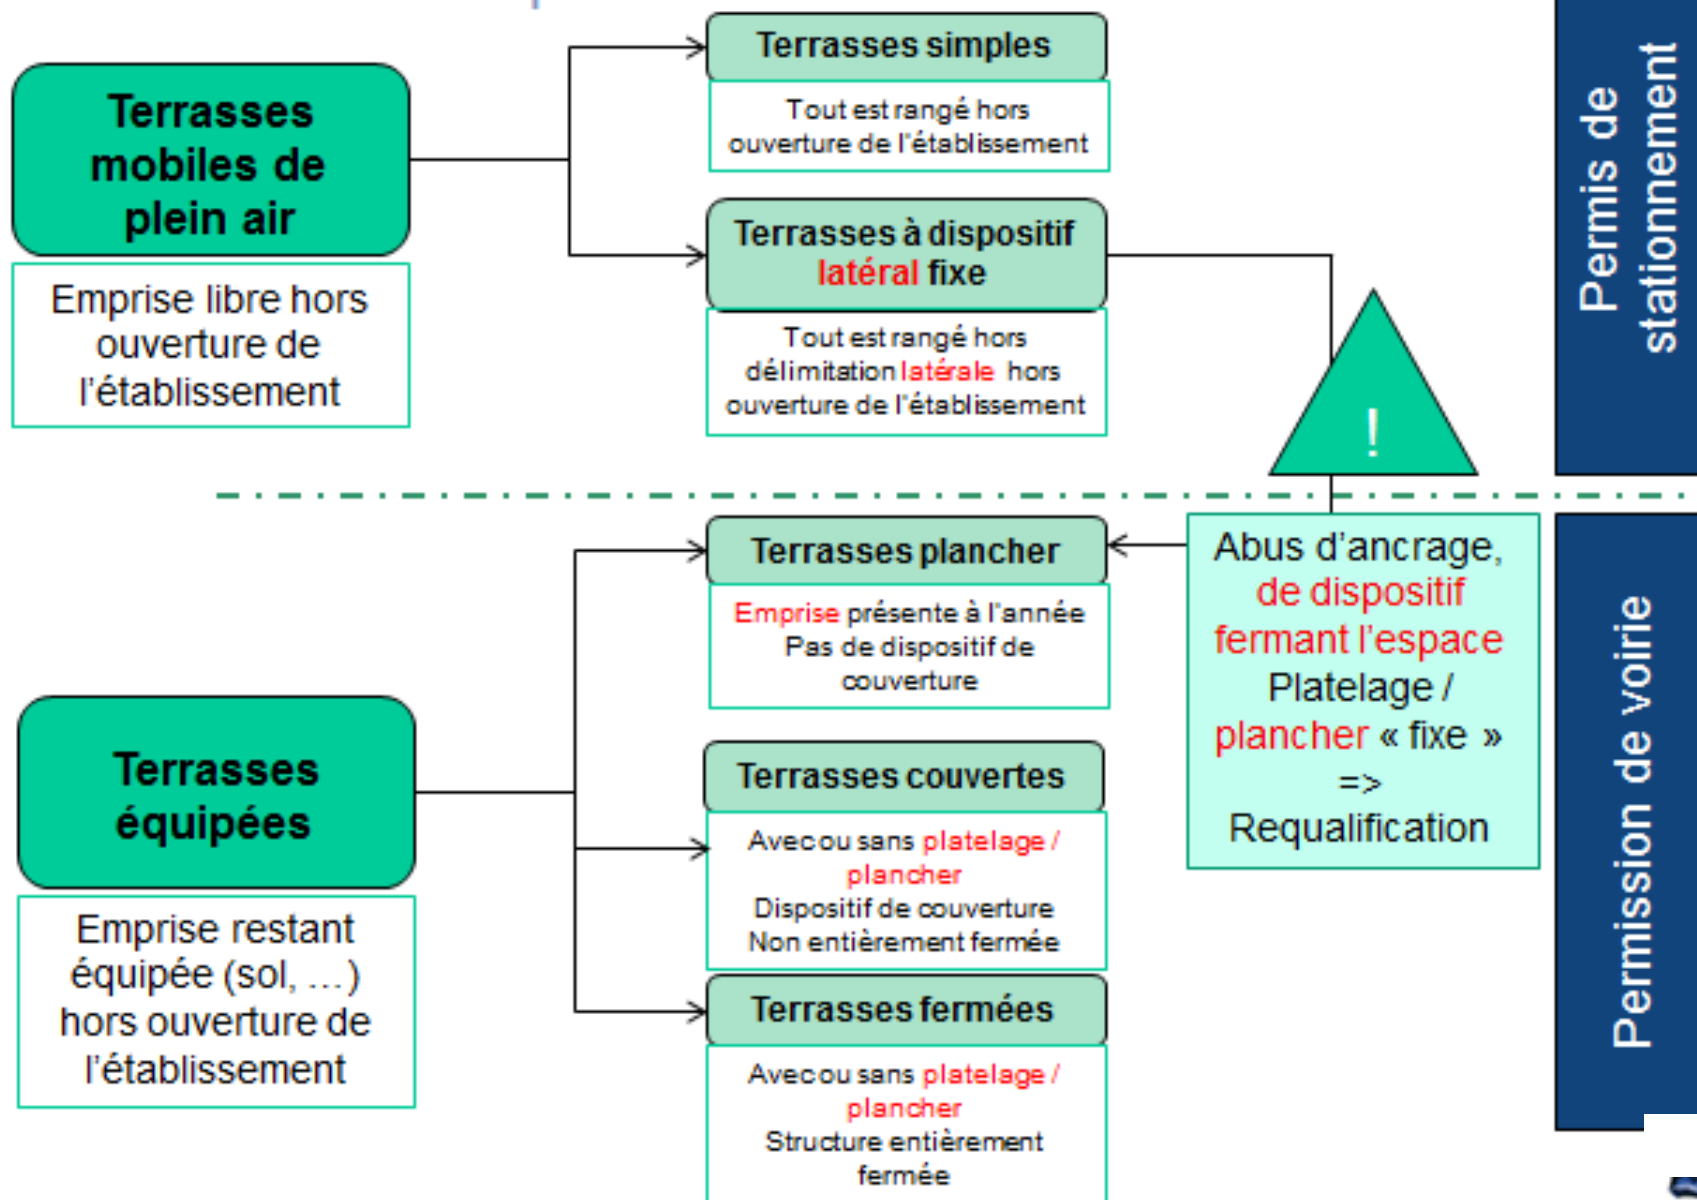 Terrasses
mobiles de
plein air
Emprise libre hors
ouverture de
l'établissement
Terrasses simples
Tout est rangé hors
ouverture de l'établissement
Terrasses à dispositif
latéral fixe
Tout est rangé hors
délimitation latérale hors
ouverture de l'établissement
!
Permis de
stationnement
Terrasses
équipées
Emprise restant
équipée (sol, ...)
hors ouverture de
l'établissement
Terrasses plancher
Emprise présente à l'année
Pas de dispositif de
couverture
Terrasses couvertes
Avec ou sans platelage /
plancher
Dispositif de couverture
Non entièrement fermée
Terrasses fermées
Avec ou sans platelage /
plancher
Structure entièrement
fermée
Abus d'ancrage,
de dispositif
fermant l'espace
Platelage /
plancher « fixe »
=>
Requalification
Permission de voirie